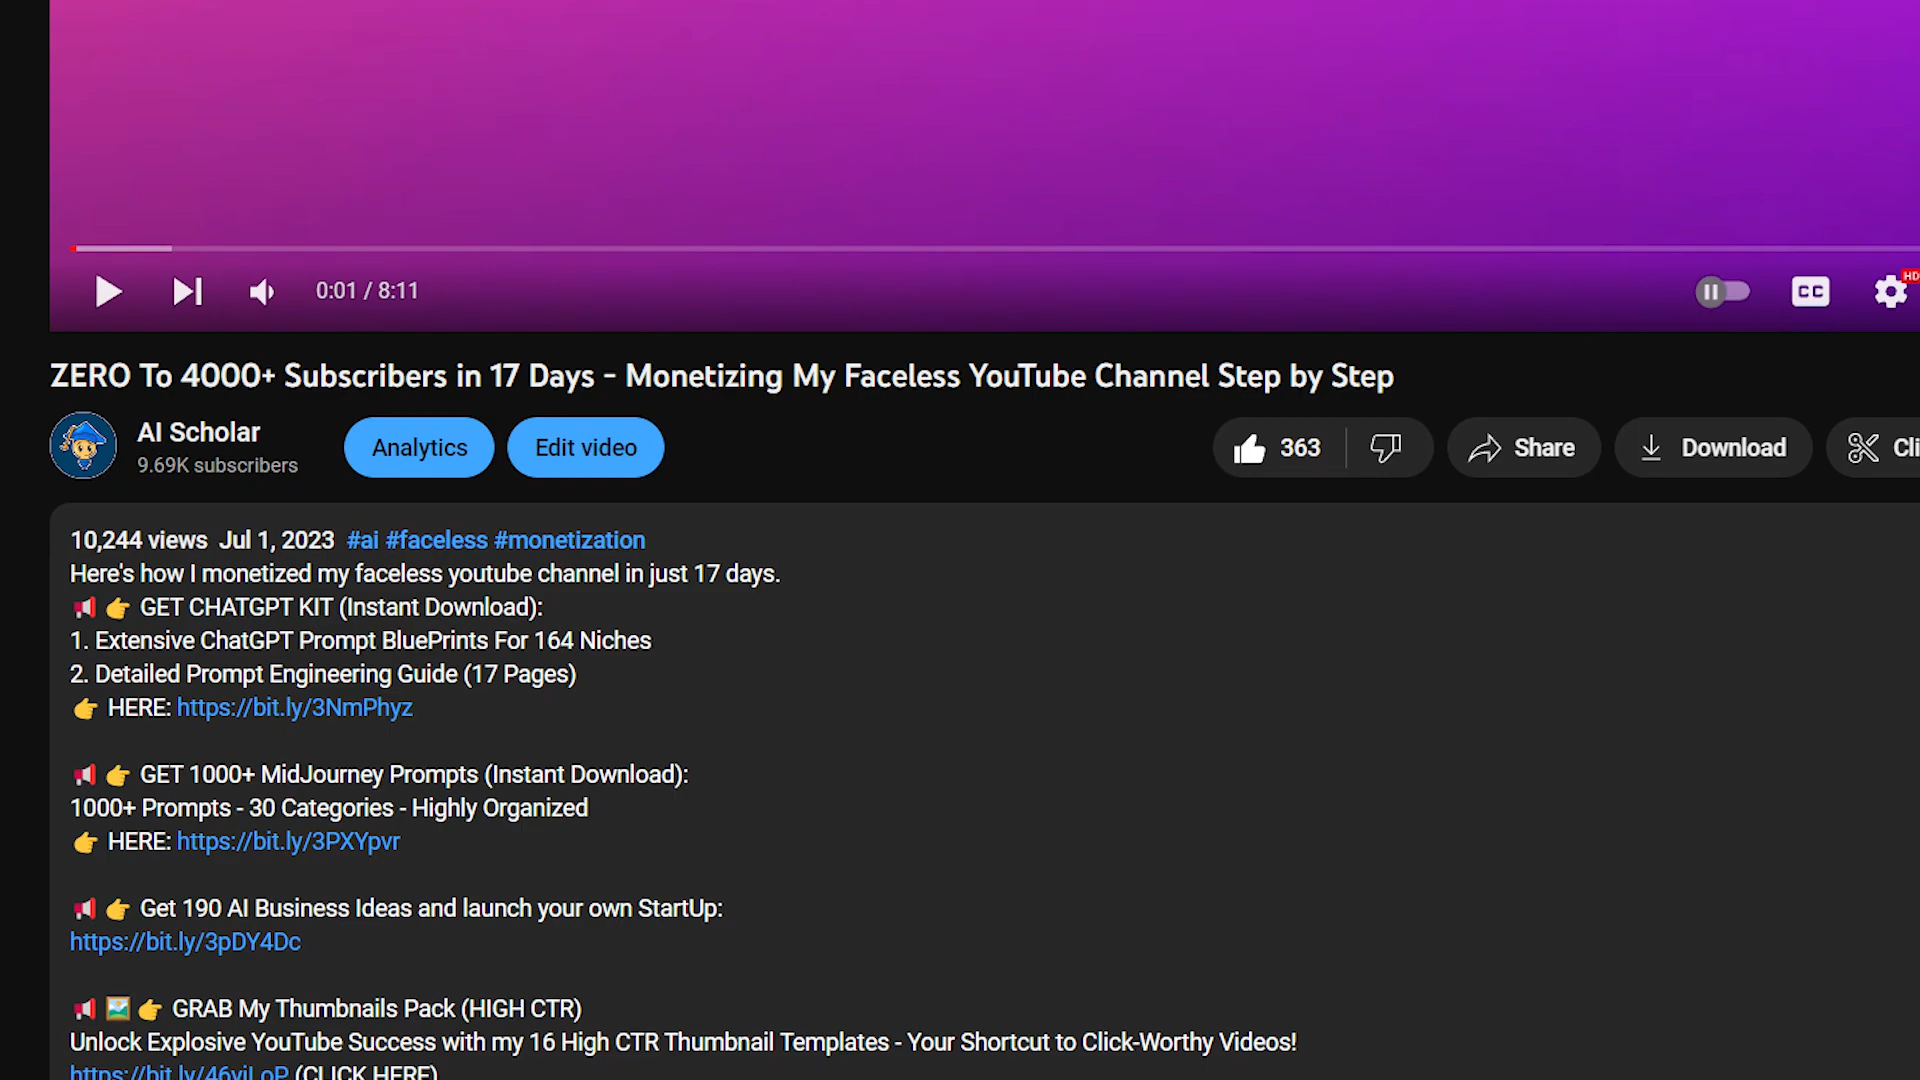 0:01 / 8:11
CC
HD
ZERO To 4000+ Subscribers in 17 Days - Monetizing My Faceless YouTube Channel Step by Step
AI Scholar
9.69K subscribers
Analytics
Edit video
363
Share
Download
Cli
10,244 views Jul 1, 2023 #ai #faceless #monetization
Here's how I monetized my faceless youtube channel in just 17 days.
📢 👉 GET CHATGPT KIT (Instant Download):
1. Extensive ChatGPT Prompt BluePrints For 164 Niches
2. Detailed Prompt Engineering Guide (17 Pages)
👉 HERE: https://bit.ly/3NmPhyz
📢 👉 GET 1000+ MidJourney Prompts (Instant Download):
1000+ Prompts - 30 Categories - Highly Organized
👉 HERE: https://bit.ly/3PXYpvr
📢 👉 Get 190 AI Business Ideas and launch your own StartUp:
https://bit.ly/3pDY4Dc
📢 🖼️ 👉 GRAB My Thumbnails Pack (HIGH CTR)
Unlock Explosive YouTube Success with my 16 High CTR Thumbnail Templates - Your Shortcut to Click-Worthy Videos!
(CLICK HERE)